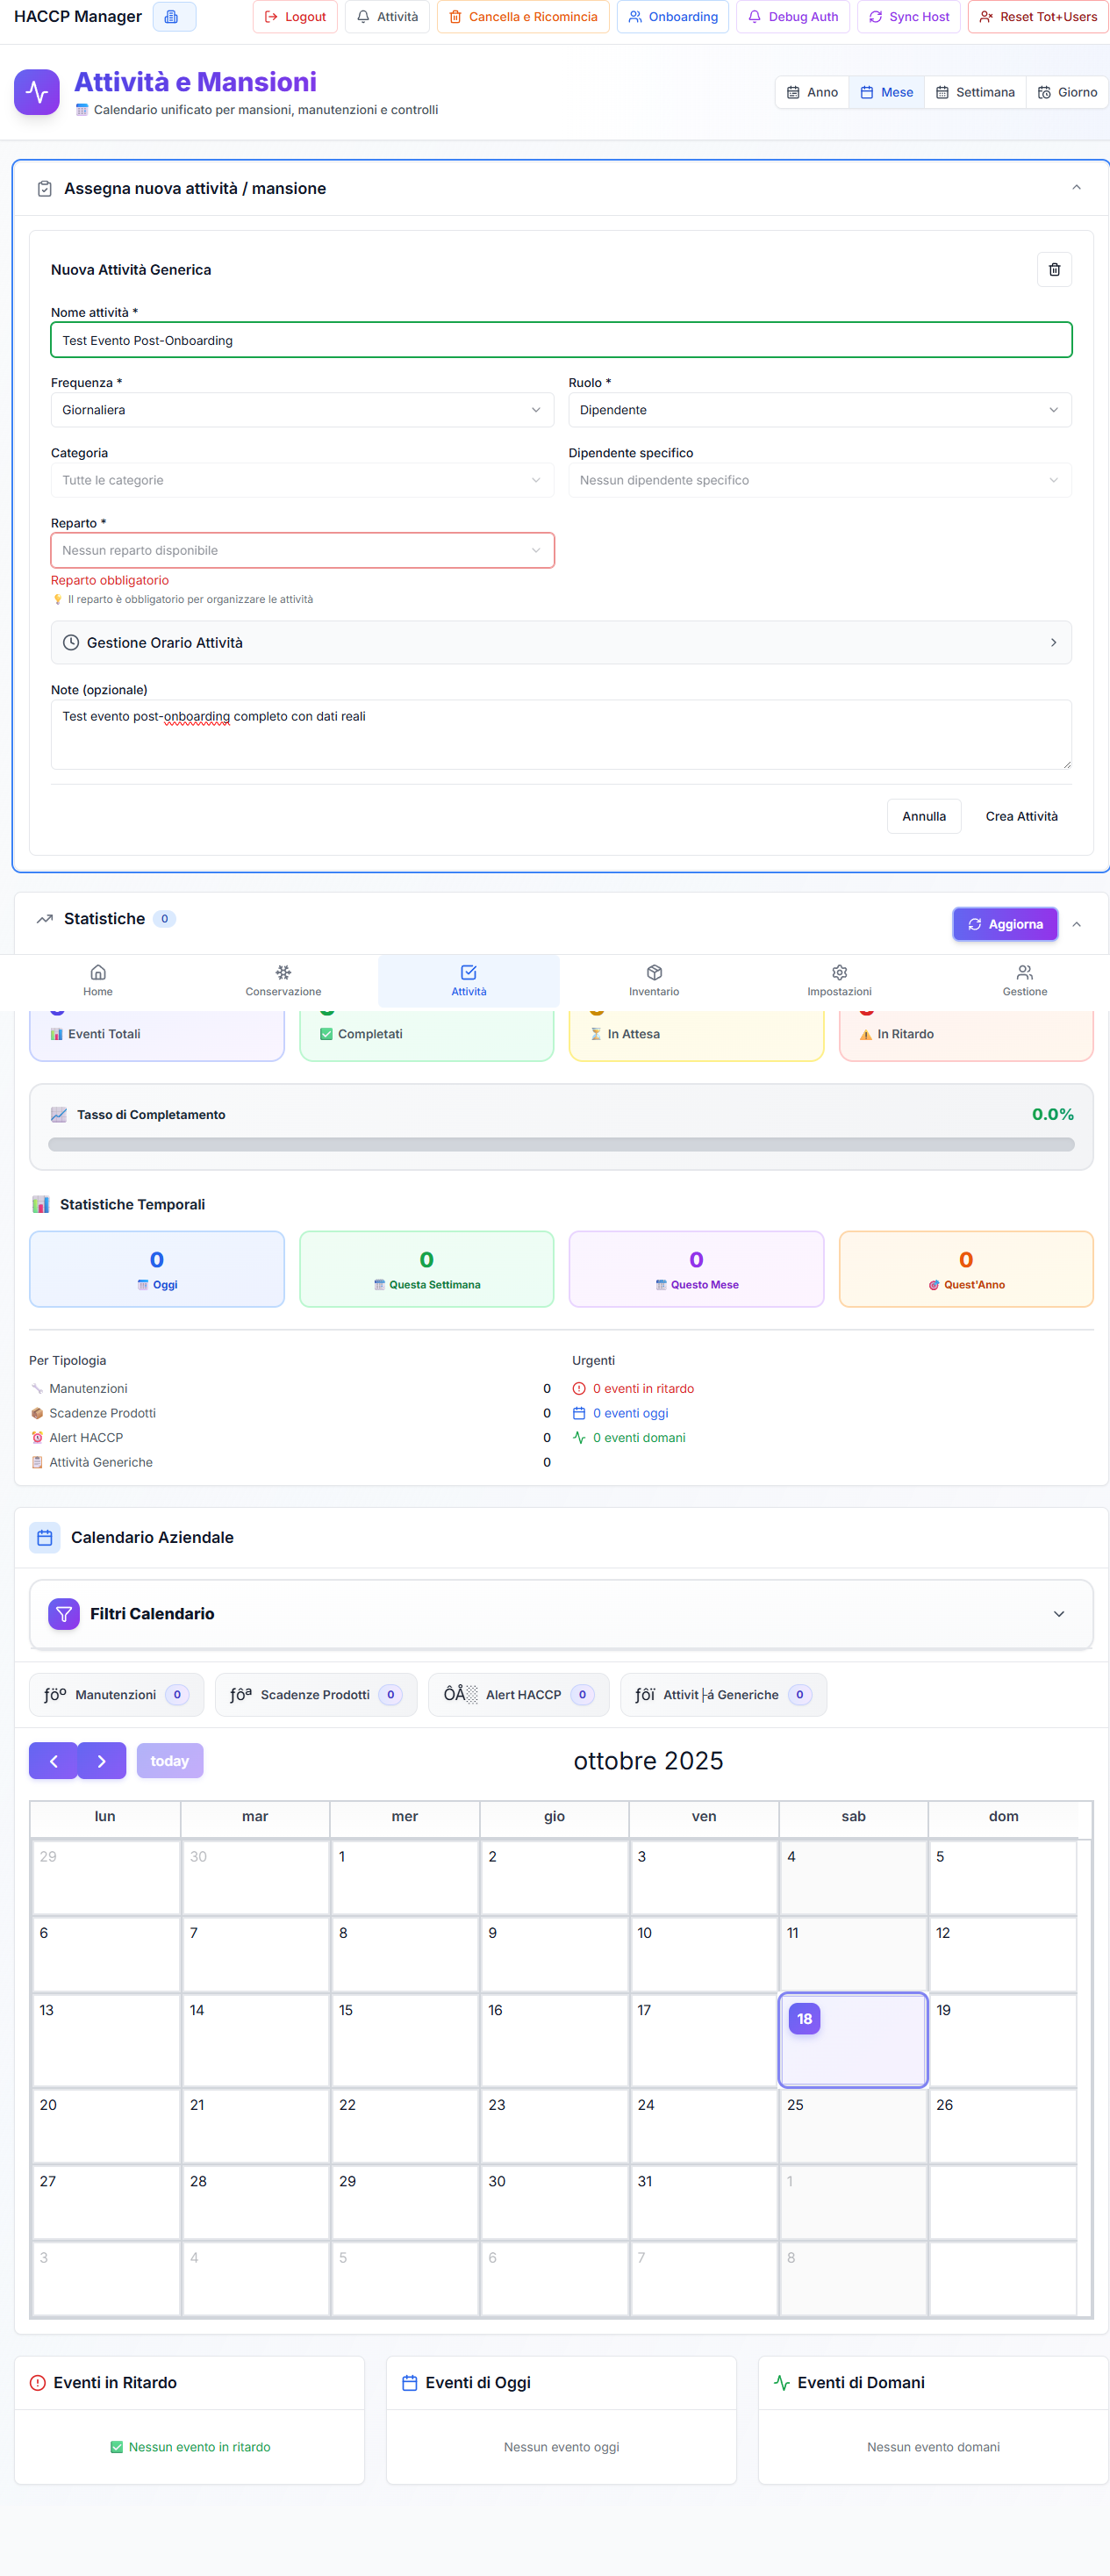 HACCP Manager
Logout
Attività
Cancella e Ricomincia
Onboarding
Debug Auth
Sync Host
Reset Tot+Users
Attività e Mansioni
Calendario unificato per mansioni, manutenzioni e controlli
Anno
Mese
Settimana
Giorno
Assegna nuova attività / mansione
Nuova Attività Generica
Nome attività *
Test Evento Post-Onboarding
Frequenza *
Ruolo *
Giornaliera
Dipendente
Categoria
Dipendente specifico
Tutte le categorie
Nessun dipendente specifico
Reparto *
Nessun reparto disponibile
Reparto obbligatorio
💡 Il reparto è obbligatorio per organizzare le attività
Gestione Orario Attività
Note (opzionale)
Test evento post-onboarding completo con dati reali
Annulla
Crea Attività
Statistiche 0
Aggiorna
Home
Conservazione
Attività
Inventario
Impostazioni
Gestione
📊 Eventi Totali
✅ Completati
⏳ In Attesa
⚠️ In Ritardo
📈 Tasso di Completamento
0.0%
📊 Statistiche Temporali
0
Oggi
0
Questa Settimana
0
Questo Mese
0
🎯 Quest'Anno
Per Tipologia
Manutenzioni 0
Scadenze Prodotti 0
Alert HACCP 0
Attività Generiche 0
Urgenti
0 eventi in ritardo
0 eventi oggi
0 eventi domani
Calendario Aziendale
Filtri Calendario
ƒöº Manutenzioni 0
ƒôª Scadenze Prodotti 0
ÔÅ░ Alert HACCP 0
ƒôï Attivit├á Generiche 0
today
ottobre 2025
lun mar mer gio ven sab dom
29 30 1 2 3 4 5
6 7 8 9 10 11 12
13 14 15 16 17 18 19
20 21 22 23 24 25 26
27 28 29 30 31 1
3 4 5 6 7 8
Eventi in Ritardo
✅ Nessun evento in ritardo
Eventi di Oggi
Nessun evento oggi
Eventi di Domani
Nessun evento domani